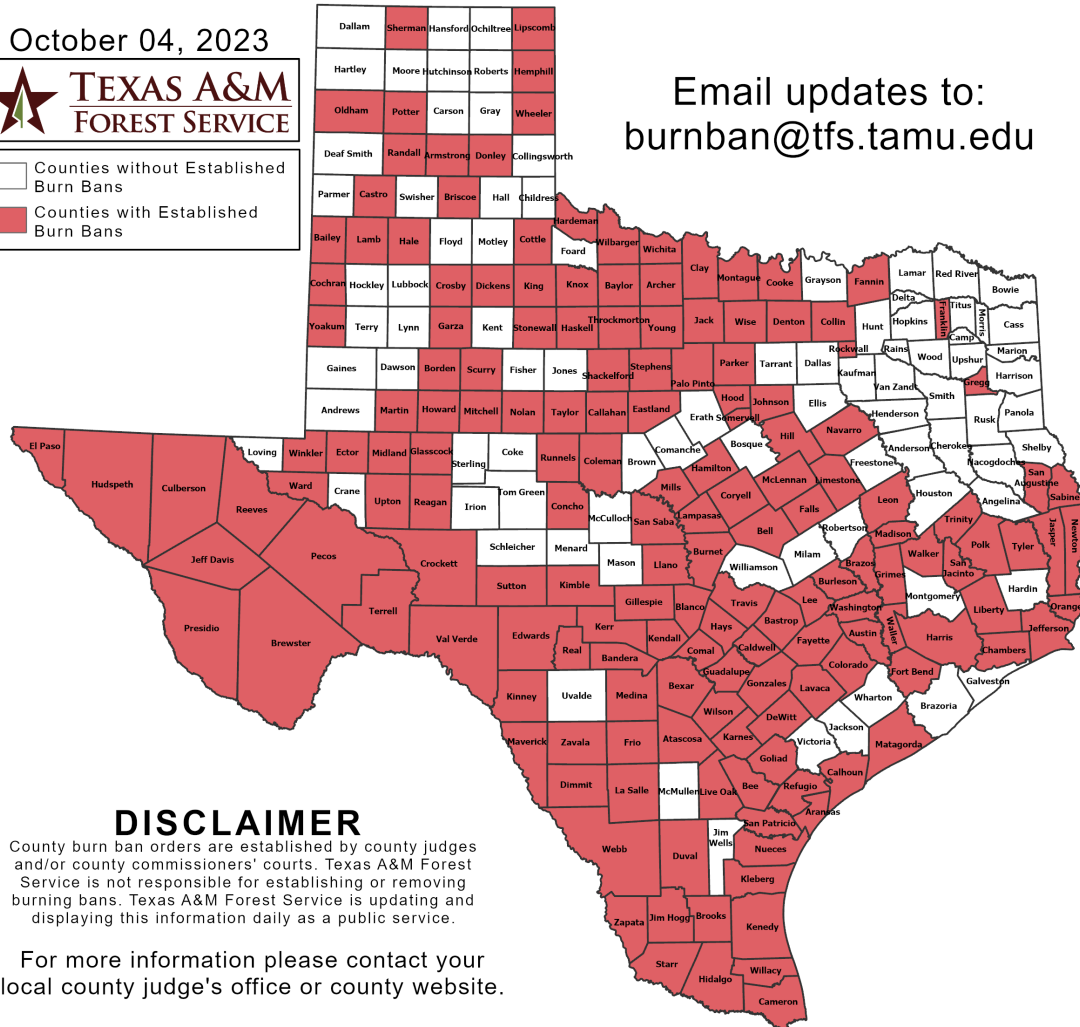 October 04, 2023
TEXAS A&M
FOREST SERVICE
Counties without Established
Burn Bans
Counties with Established
Burn Bans
Email updates to:
burnban@tfs.tamu.edu
Dallam Sherman Hansford Ochiltree Lipscomb
Hartley Moore Hutchinson Roberts Hemphill
Oldham Potter Carson Gray Wheeler
Deaf Smith Randall Armstrong Donley Collingsworth
Parmer Castro Swisher Briscoe Hall Childress
Hardeman
Bailey Lamb Hale Floyd Motley Cottle Foard Wilbarger Wichita
Clay Montague Cooke Grayson Fannin Lamar Red River Bowie
Cochran Hockley Lubbock Crosby Dickens King Knox Baylor Archer
Delta Franklin Titus Morris Cass
Yoakum Terry Lynn Garza Kent Stonewall Haskell Throckmorton Young Jack Wise Denton Collin Hunt Hopkins Camp
Rockwall Rains Wood Upshur Marion
Gaines Dawson Borden Scurry Fisher Jones Shackelford Stephens Palo Pinto Parker Tarrant Dallas Kaufman Van Zandt Smith Gregg Harrison
Andrews Martin Howard Mitchell Nolan Taylor Callahan Eastland Erath Hood Somervell Johnson Ellis Henderson Rusk Panola
El Paso Loving Winkler Ector Midland Glasscock Sterling Coke Runnels Coleman Brown Comanche Bosque Hill Navarro Freestone Anderson Cherokee Nacogdoches Shelby
Hudspeth Culberson Reeves Ward Crane Upton Reagan Irion Tom Green Concho McCulloch San Saba Mills Hamilton Coryell McLennan Limestone Leon Houston Angelina San
Augustine Sabine
Lampasas Bell Falls Robertson Madison Trinity Polk Tyler Jasper Newton
Jeff Davis Pecos Crockett Schleicher Menard Mason Llano Burnet Williamson Milam Brazos Grimes Walker San
Jacinto Hardin
Terrell Sutton Kimble Gillespie Blanco Travis Lee Burleson Washington Montgomery Liberty Orange
Presidio Brewster Val Verde Edwards Real Kerr Kendall Hays Bastrop Fayette Austin Waller Harris Jefferson
Bandera Comal Caldwell Colorado Chambers
Kinney Uvalde Medina Bexar Guadalupe Gonzales Lavaca Wharton Fort Bend Brazoria Galveston
Maverick Zavala Frio Atascosa Wilson Karnes DeWitt Victoria Jackson Matagorda
Dimmit La Salle McMullen Live Oak Bee Goliad Refugio Calhoun
Aransas
San Patricio
Webb Duval Jim
Wells Nueces
Kleberg
Zapata Jim Hogg Brooks Kenedy
Starr Hidalgo Willacy
Cameron
DISCLAIMER
County burn ban orders are established by county judges
and/or county commissioners' courts. Texas A&M Forest
Service is not responsible for establishing or removing
burning bans. Texas A&M Forest Service is updating and
displaying this information daily as a public service.
For more information please contact your
local county judge's office or county website.